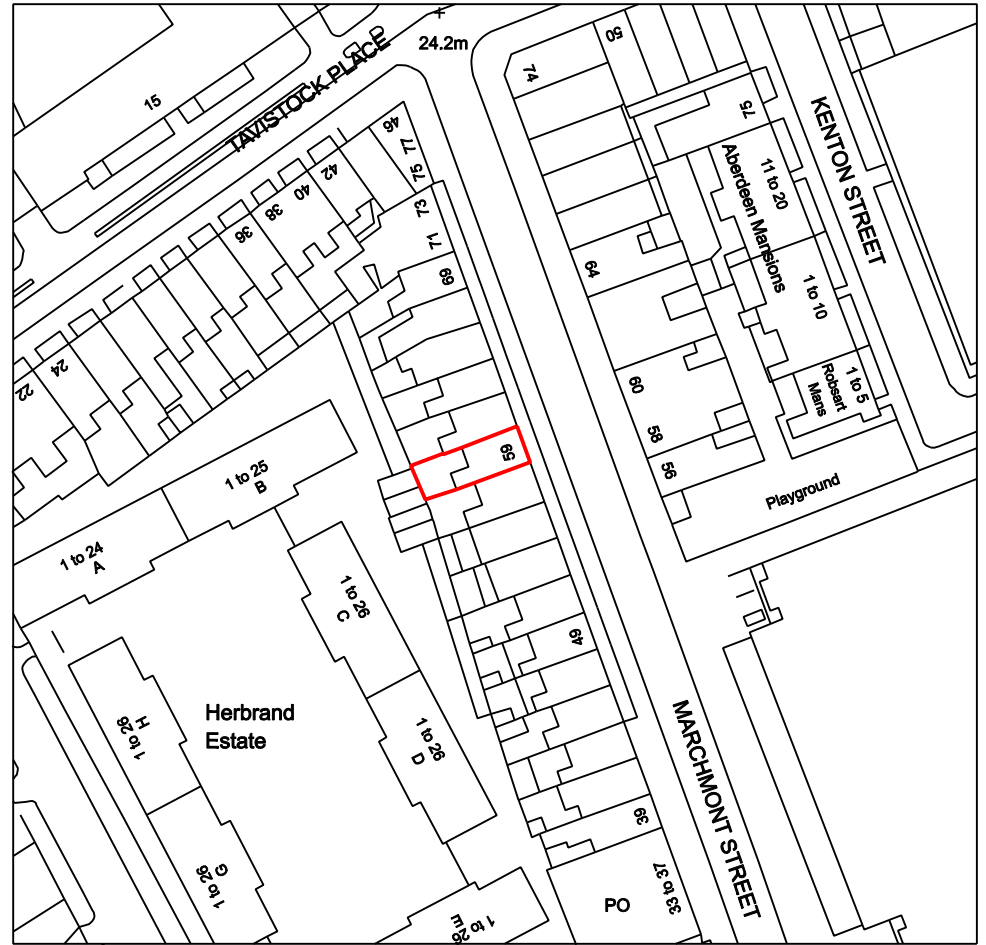 24.2m
TAVISTOCK PLACE
15
50
74
KENTON STREET
75
46
77
75
73
71
69
42
40
38
36
24
22
Aberdeen Mansions
11 to 20
1 to 10
64
60
58
56
Robsart
Mans
1 to 5
Playground
59
1 to 25
B
1 to 24
A
1 to 26
C
49
Herbrand
Estate
1 to 26
H
1 to 26
D
MARCHMONT STREET
39
1 to 26
G
33 to 37
PO
1 to 26
E